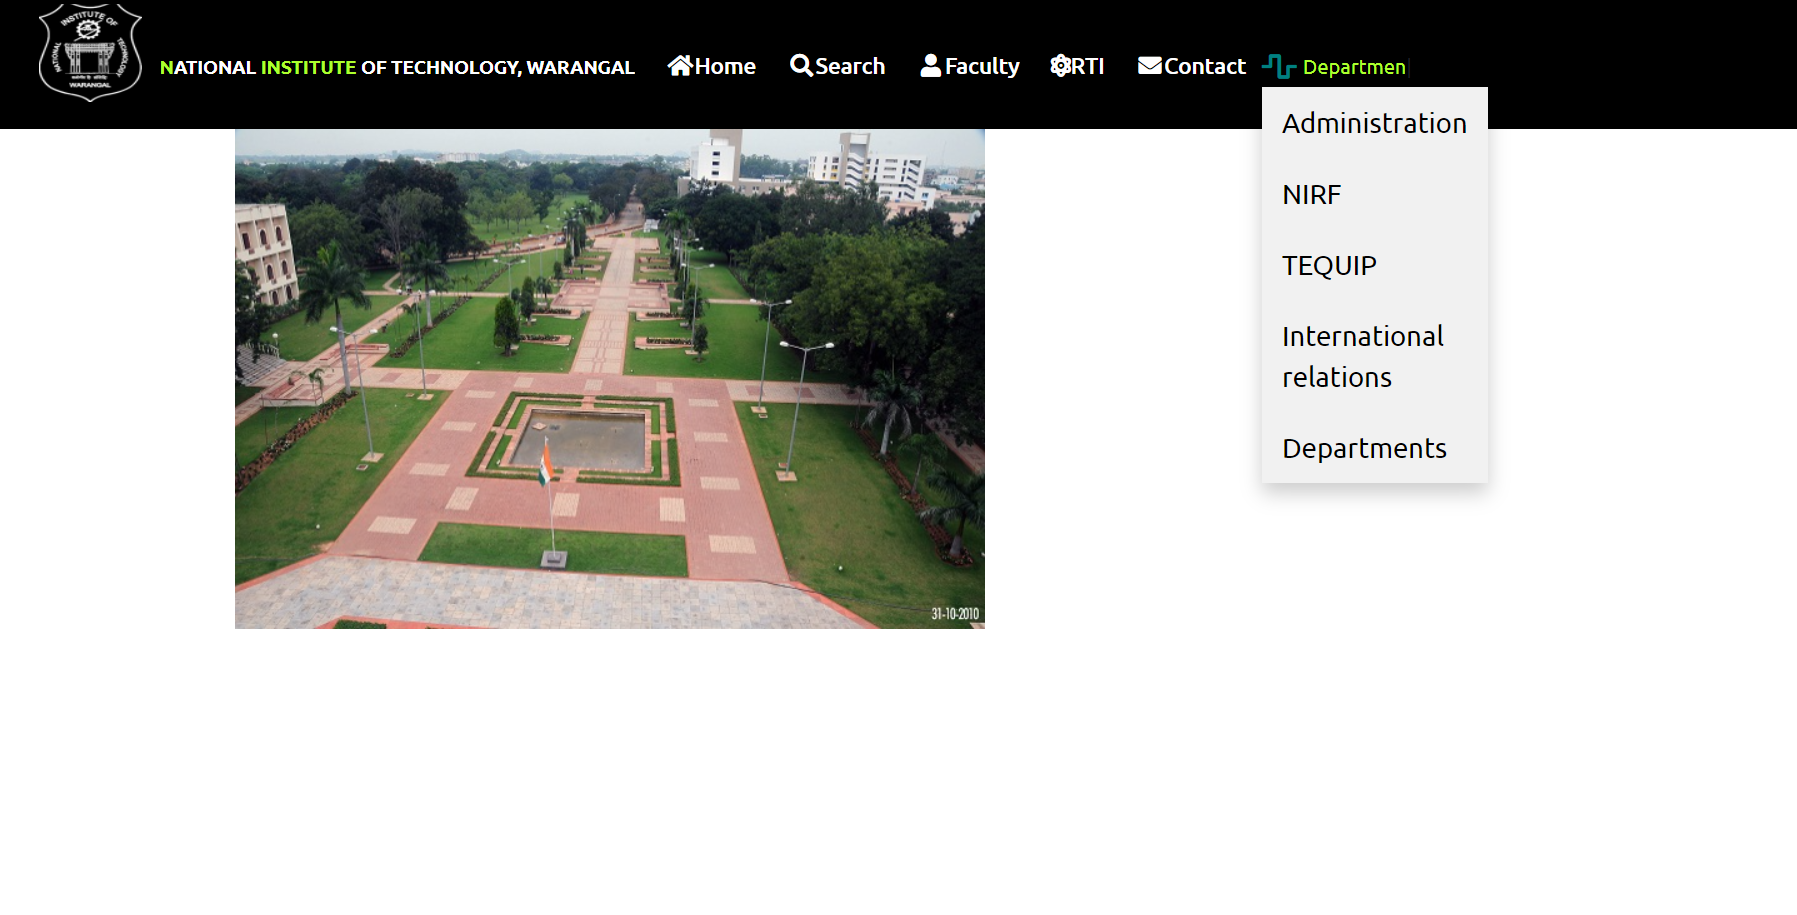 INSTITUTE OF
NATIONAL
TECHNOLOGY
WARANGAL
NATIONAL INSTITUTE OF TECHNOLOGY, WARANGAL
Home
Search
Faculty
RTI
Contact
Departmen
Administration
NIRF
TEQUIP
International
relations
Departments
31-10-2010